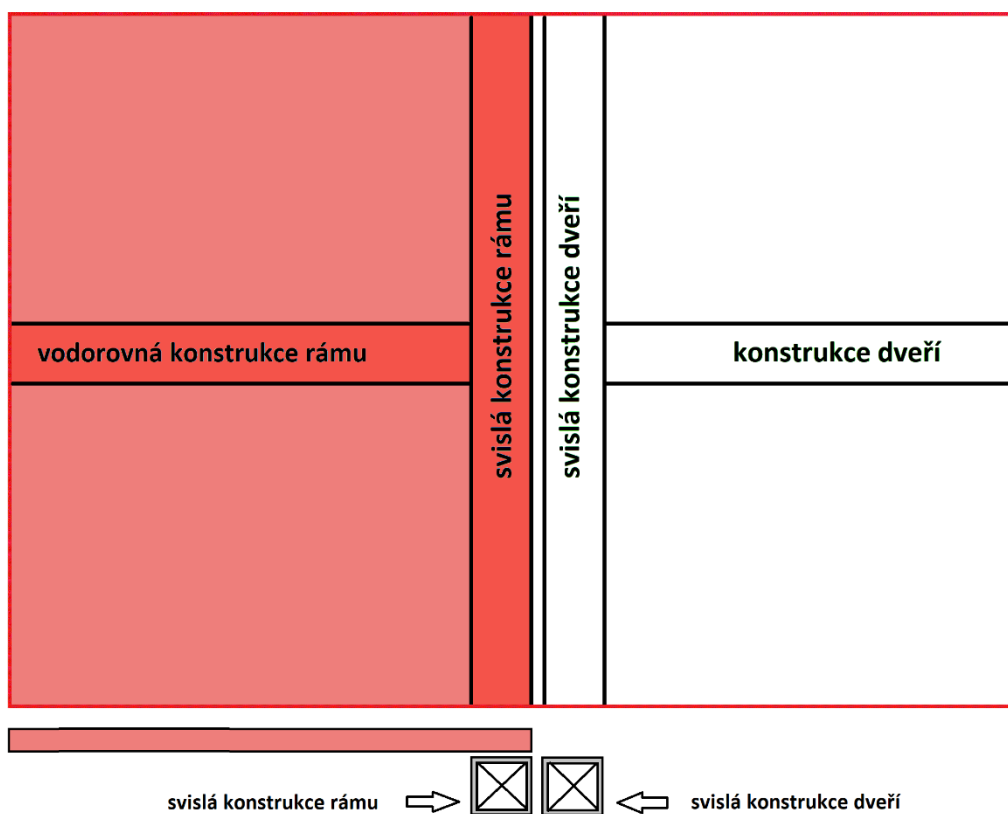 vodorovná konstrukce rámu
svislá konstrukce rámu
svislá konstrukce dveří
konstrukce dveří
svislá konstrukce rámu
svislá konstrukce dveří